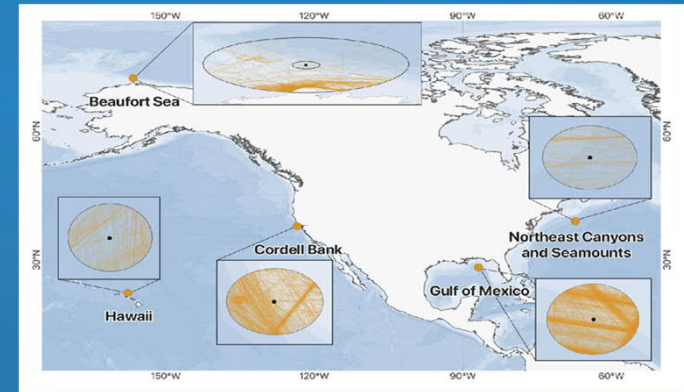 150°W 120°W 90°W 60°W
Beaufort Sea
60°N 60°N
Northeast Canyons
and Seamounts
Cordell Bank
30°N 30°N
Gulf of Mexico
Hawaii
150°W 120°W 90°W 60°W